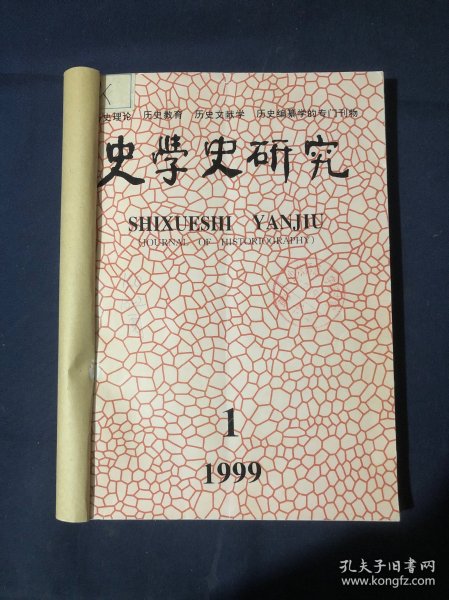 史理论 历史教育 历史文献学 历史编纂学的专门刊物
史学史研究
SHIXUESHI YANJIU
(JOURNAL OF HISTORIOGRAPHY)
1
1999
孔夫子旧书网
www.kongfz.com